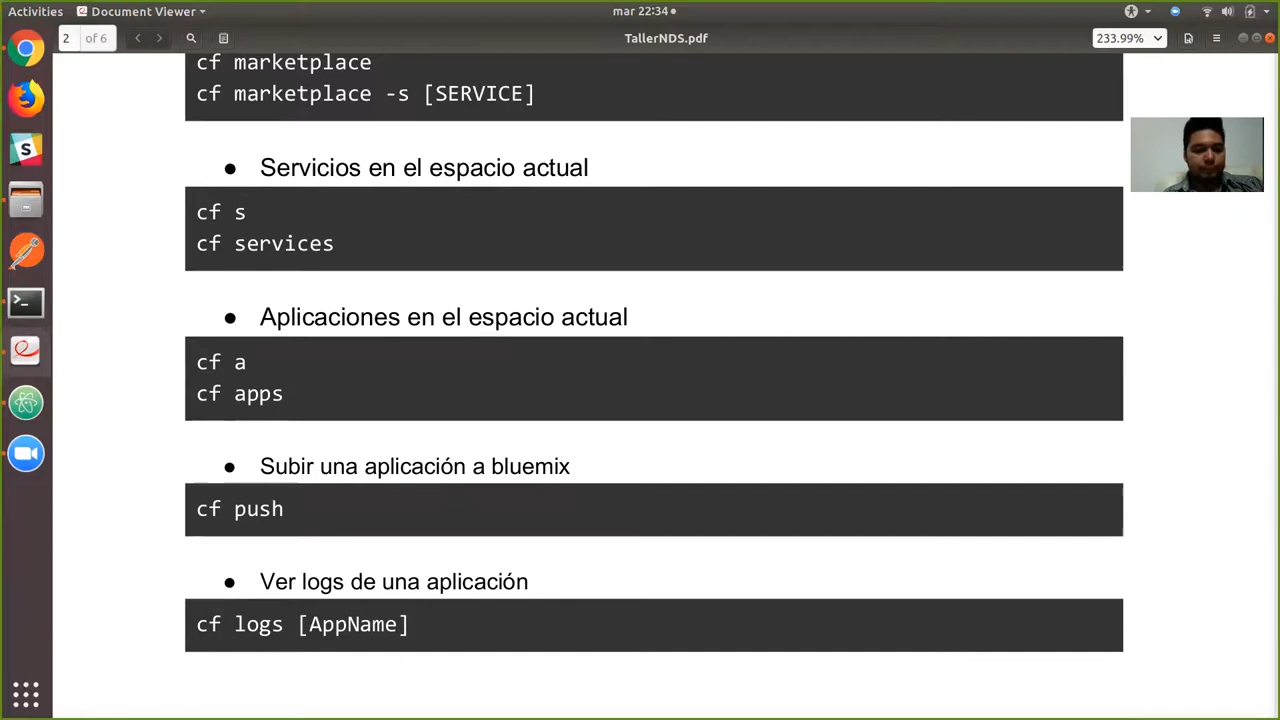 Activities
Document Viewer
mar 22:34
2
of 6
TallerNDS.pdf
233.99%
cf marketplace
cf marketplace -s [SERVICE]
● Servicios en el espacio actual
cf s
cf services
● Aplicaciones en el espacio actual
cf a
cf apps
● Subir una aplicación a bluemix
cf push
● Ver logs de una aplicación
cf logs [AppName]